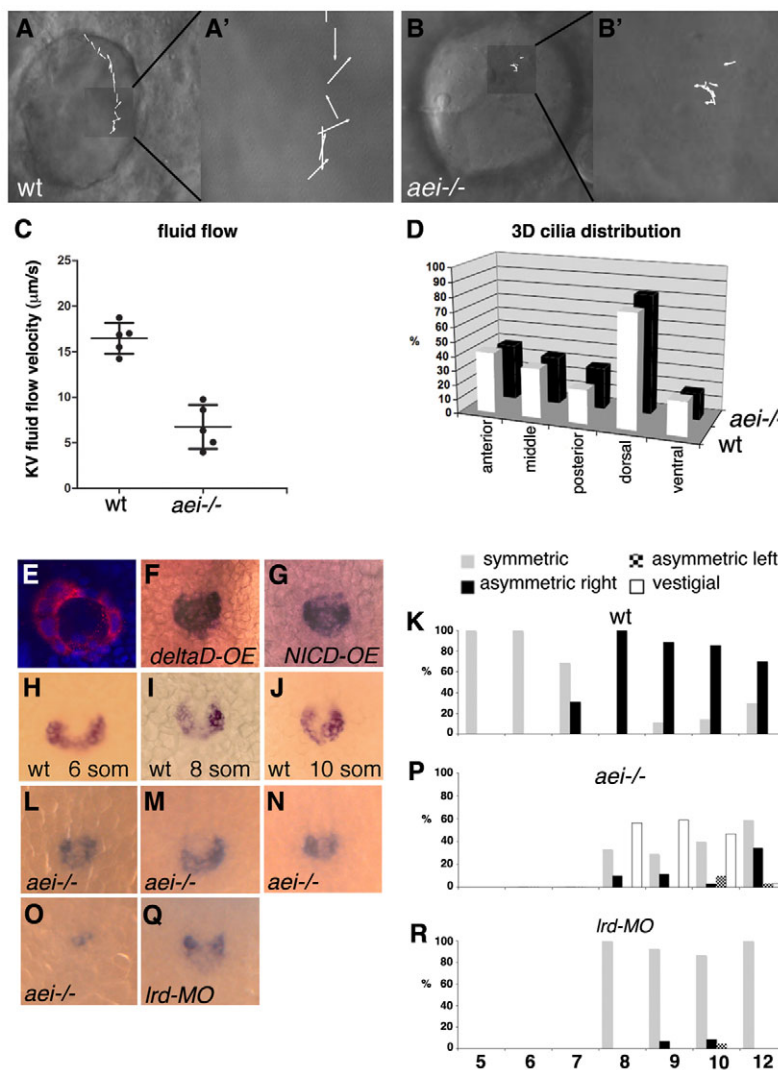 A
wt
A'
B
aei-/-
B'
C
fluid flow
KV fluid flow velocity (μm/s)
25
20
15
10
5
0
wt
aei-/-
D
3D cilia distribution
%
100
90
80
70
60
50
40
30
20
10
0
anterior
middle
posterior
dorsal
ventral
aei-/-
wt
E
F
deltaD-OE
G
NICD-OE
H
wt 6 som
I
wt 8 som
J
wt 10 som
L
aei-/-
M
aei-/-
N
aei-/-
O
aei-/-
Q
lrd-MO
symmetric
asymmetric left
asymmetric right
vestigial
K
wt
100
%
80
60
40
20
0
P
aei-/-
100
%
80
60
40
20
0
R
lrd-MO
100
%
80
60
40
20
0
5 6 7 8 9 10 12